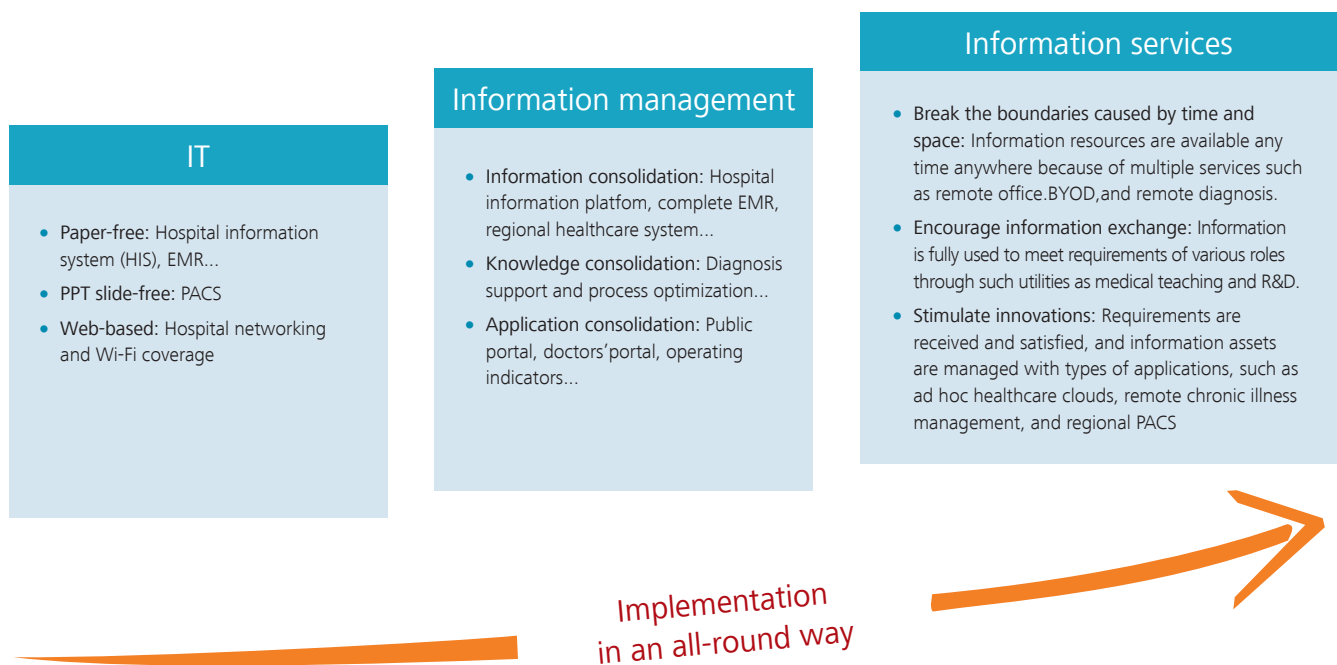 IT
• Paper-free: Hospital information
system (HIS), EMR...
• PPT slide-free: PACS
• Web-based: Hospital networking
and Wi-Fi coverage
Information management
• Information consolidation: Hospital
information platfom, complete EMR,
regional healthcare system...
• Knowledge consolidation: Diagnosis
support and process optimization...
• Application consolidation: Public
portal, doctors'portal, operating
indicators...
Information services
• Break the boundaries caused by time and
space: Information resources are available any
time anywhere because of multiple services such
as remote office.BYOD,and remote diagnosis.
• Encourage information exchange: Information
is fully used to meet requirements of various roles
through such utilities as medical teaching and R&D.
• Stimulate innovations: Requirements are
received and satisfied, and information assets
are managed with types of applications, such as
ad hoc healthcare clouds, remote chronic illness
management, and regional PACS
Implementation
in an all-round way